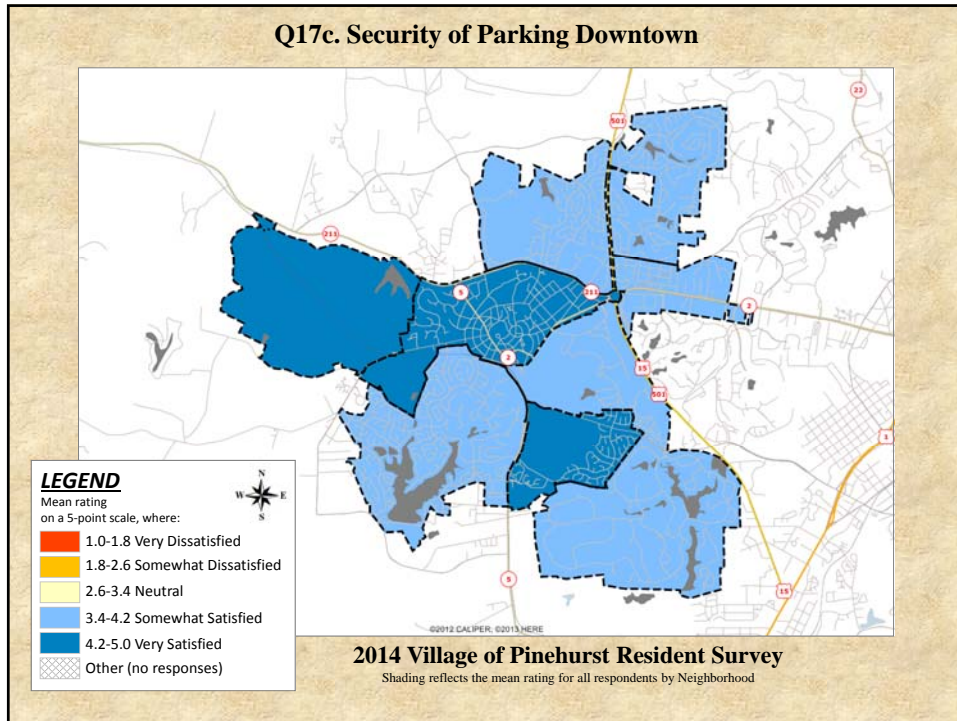 Q17c. Security of Parking Downtown
22
501
211
5
211
2
2
15
501
1
5
15
LEGEND
Mean rating
on a 5-point scale, where:
N
W E
S
1.0-1.8 Very Dissatisfied
1.8-2.6 Somewhat Dissatisfied
2.6-3.4 Neutral
3.4-4.2 Somewhat Satisfied
4.2-5.0 Very Satisfied
Other (no responses)
©2012 CALIPER, ©2013 HERE
2014 Village of Pinehurst Resident Survey
Shading reflects the mean rating for all respondents by Neighborhood